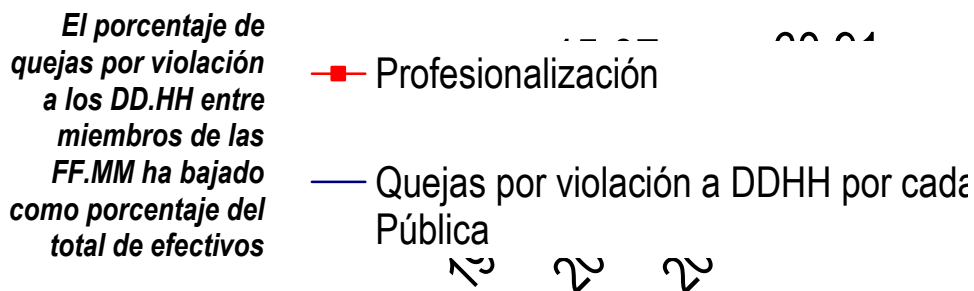 El porcentaje de
quejas por violación
a los DD.HH entre
miembros de las
FF.MM ha bajado
como porcentaje del
total de efectivos
Profesionalización
Quejas por violación a DDHH por cada
Pública